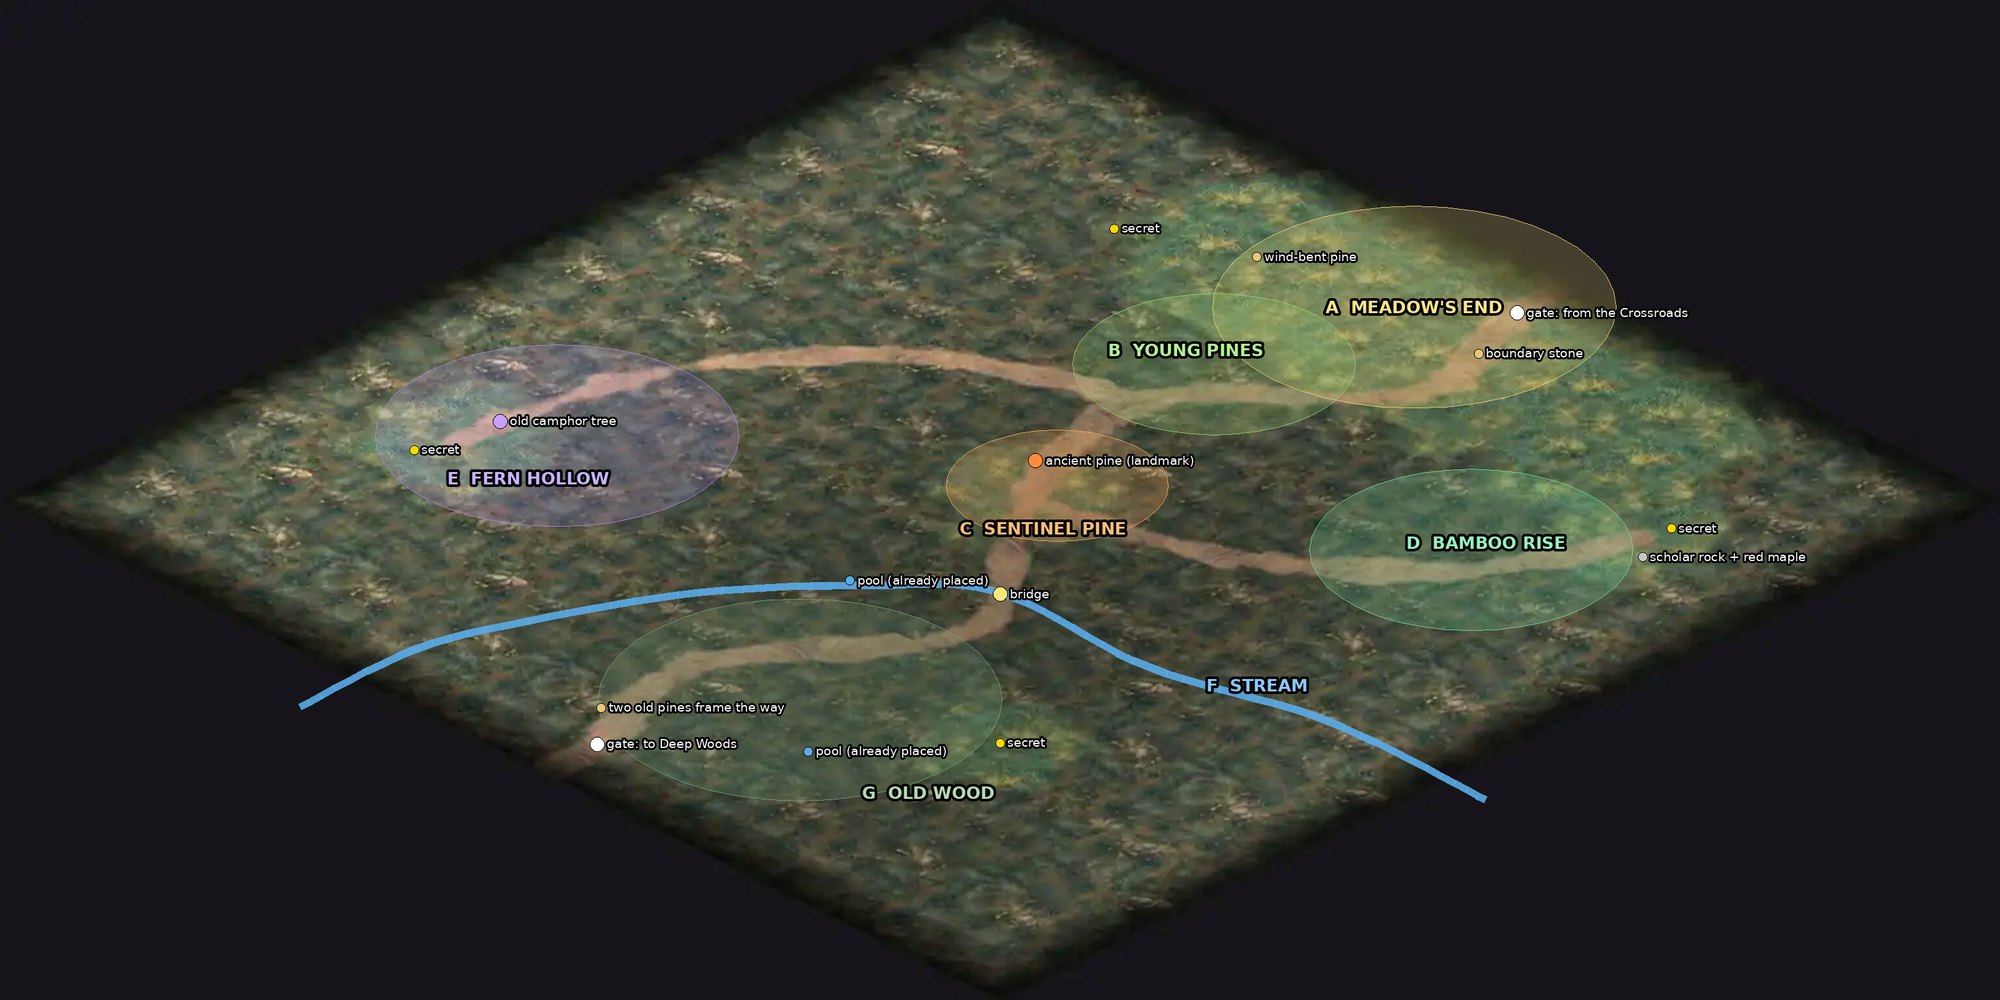 secret
wind-bent pine
A MEADOW'S END
gate: from the Crossroads
B YOUNG PINES
boundary stone
old camphor tree
secret
E FERN HOLLOW
ancient pine (landmark)
C SENTINEL PINE
secret
D BAMBOO RISE
scholar rock + red maple
pool (already placed)
bridge
F STREAM
two old pines frame the way
gate: to Deep Woods
pool (already placed)
secret
G OLD WOOD